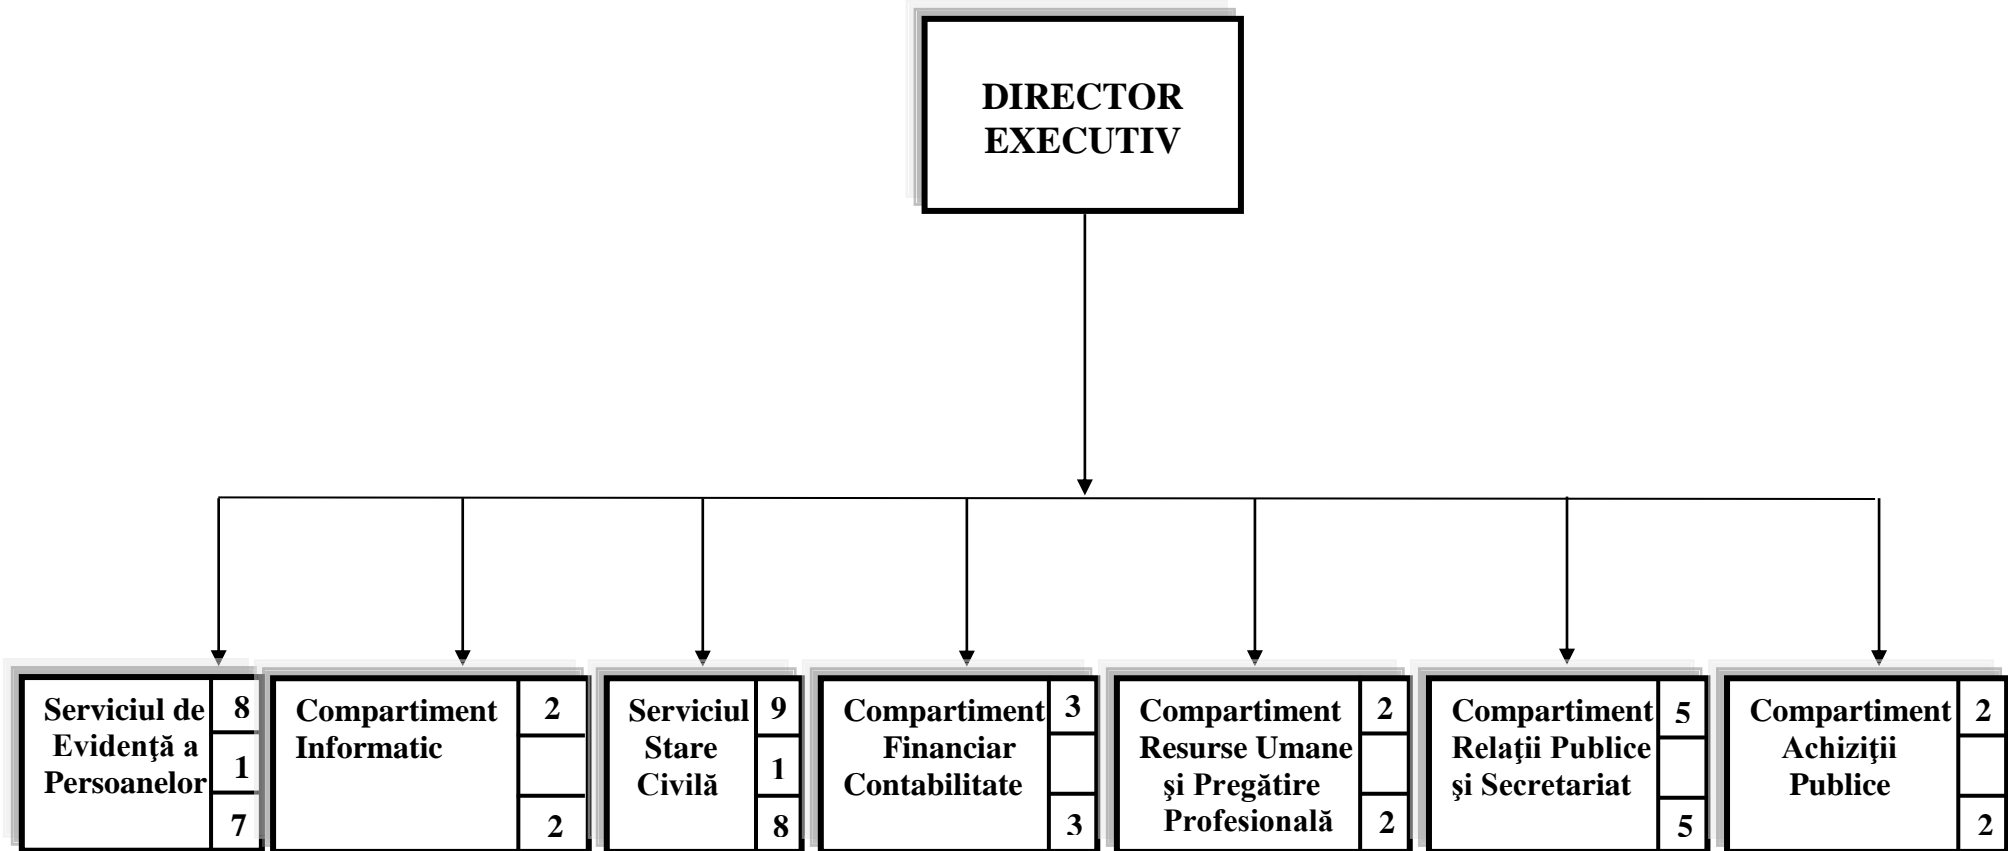 DIRECTOR
EXECUTIV
Serviciul de
Evidenţă a
Persoanelor
8
1
7
Compartiment
Informatic
2
2
Serviciul
Stare
Civilă
9
1
8
Compartiment
Financiar
Contabilitate
3
3
Compartiment
Resurse Umane
şi Pregătire
Profesională
2
2
Compartiment
Relaţii Publice
şi Secretariat
5
5
Compartiment
Achiziţii
Publice
2
2